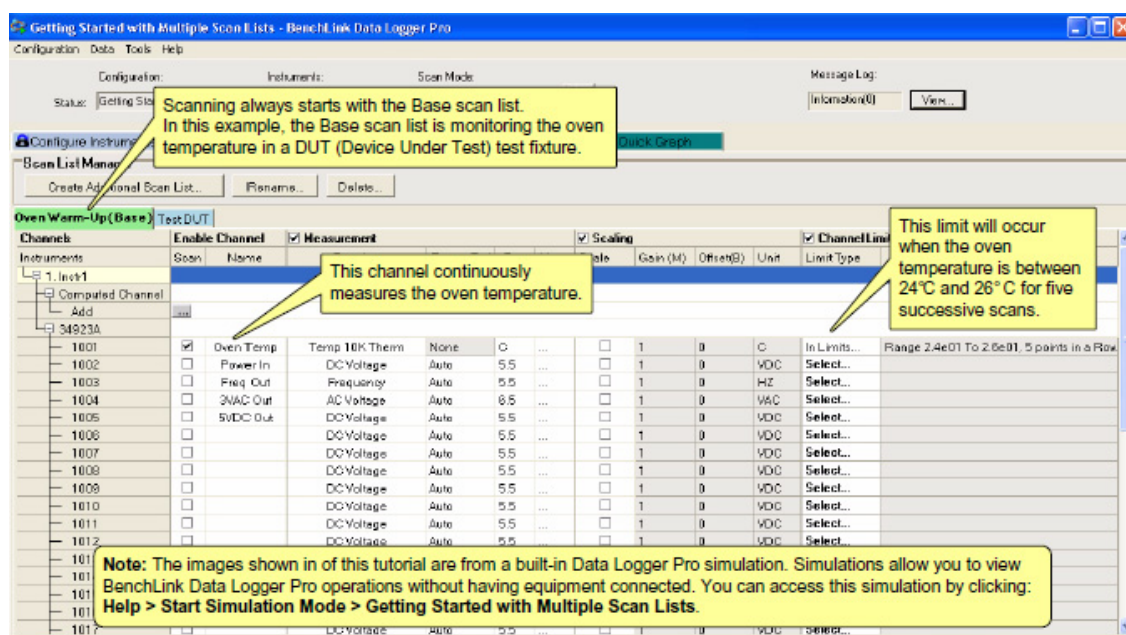 Getting Started with Multiple Scan Lists - BenchLink Data Logger Pro
Configuration Data Tools Help
Configuration: Instruments: Scan Mode: Message Log:
Status: Getting Sta Information(0) View...
Scanning always starts with the Base scan list.
In this example, the Base scan list is monitoring the oven
temperature in a DUT (Device Under Test) test fixture.
Configure Instrume Quick Graph
Scan List Manag
Create Additional Scan List... Rename... Delete...
Oven Warm-Up(Base) Test DUT
Channels Enable Channel Measurement Scaling Channel Limi
Instruments Scan Name Gain (M) Offset(B) Unit Limit Type
This limit will occur
when the oven
temperature is between
24°C and 26°C for five
successive scans.
This channel continuously
measures the oven temperature.
1. Instr1
Computed Channel
Add ...
34923A
1001 Oven Temp Temp 10K Therm None C ... 1 0 C In Limits... Range 2.4e01 To 2.6e01, 5 points in a Row
1002 Power In DC Voltage Auto 5.5 ... 1 0 VDC Select...
1003 Freq Out Frequency Auto 5.5 ... 1 0 HZ Select...
1004 3VAC Out AC Voltage Auto 6.5 ... 1 0 VAC Select...
1005 5VDC Out DC Voltage Auto 5.5 ... 1 0 VDC Select...
1006 DC Voltage Auto 5.5 ... 1 0 VDC Select...
1007 DC Voltage Auto 5.5 ... 1 0 VDC Select...
1008 DC Voltage Auto 5.5 ... 1 0 VDC Select...
1009 DC Voltage Auto 5.5 ... 1 0 VDC Select...
1010 DC Voltage Auto 5.5 ... 1 0 VDC Select...
1011 DC Voltage Auto 5.5 ... 1 0 VDC Select...
1012 DC Voltage Auto 5.5 ... 1 0 VDC Select...
Note: The images shown in of this tutorial are from a built-in Data Logger Pro simulation. Simulations allow you to view
BenchLink Data Logger Pro operations without having equipment connected. You can access this simulation by clicking:
Help > Start Simulation Mode > Getting Started with Multiple Scan Lists.
1017 DC Voltage Auto 5.5 ... 1 0 VDC Select...